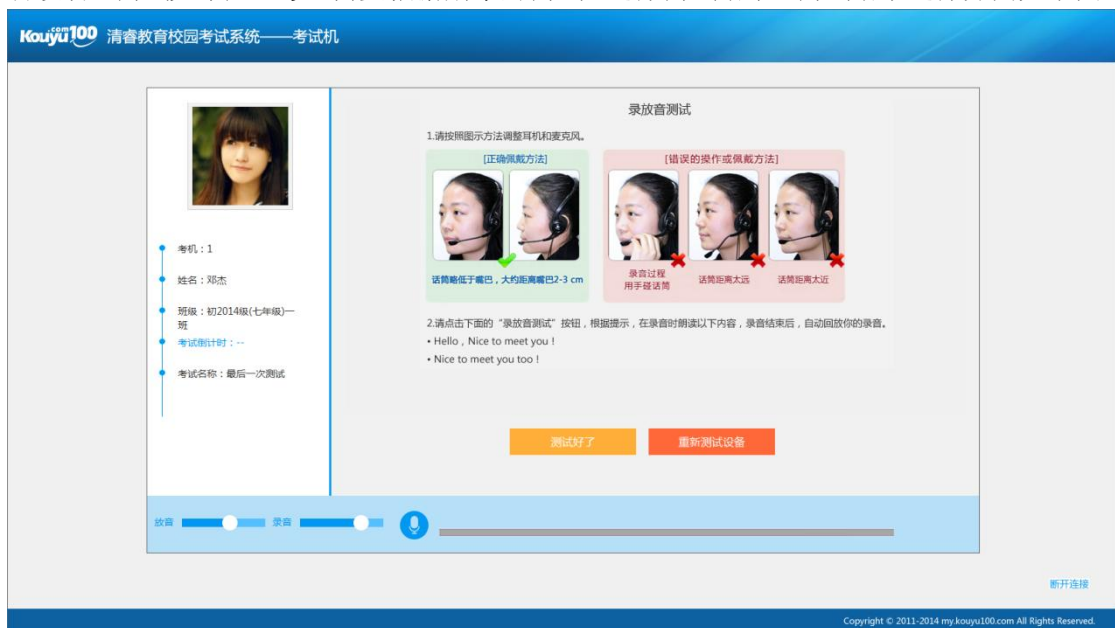 Kouyu100.com 清睿教育校园考试系统——考试机
考机：1
姓名：邓杰
班级：初2014级(七年级)一
班
考试倒计时：--
考试名称：最后一次测试
录放音测试
1.请按照图示方法调整耳机和麦克风。
[正确佩戴方法]
话筒略低于嘴巴，大约距离嘴巴2-3 cm
[错误的操作或佩戴方法]
录音过程
用手碰话筒
话筒距离太远
话筒距离太近
2.请点击下面的“录放音测试”按钮，根据提示，在录音时朗读以下内容，录音结束后，自动回放你的录音。
• Hello，Nice to meet you！
• Nice to meet you too！
测试好了
重新测试设备
放音
录音
断开连接
Copyright © 2011-2014 my.kouyu100.com All Rights Reserved.